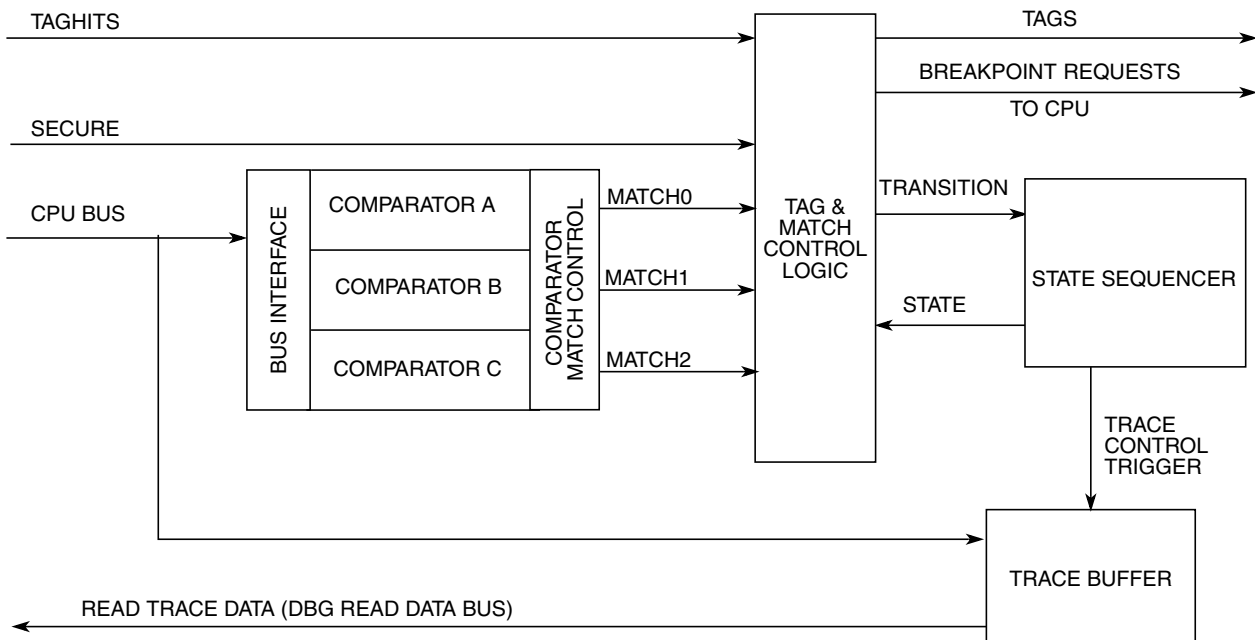 TAGHITS
TAGS
BREAKPOINT REQUESTS
TO CPU
SECURE
CPU BUS
BUS INTERFACE
COMPARATOR A
COMPARATOR B
COMPARATOR C
COMPARATOR
MATCH CONTROL
MATCH0
MATCH1
MATCH2
TAG &
MATCH
CONTROL
LOGIC
TRANSITION
STATE
STATE SEQUENCER
TRACE
CONTROL
TRIGGER
TRACE BUFFER
READ TRACE DATA (DBG READ DATA BUS)